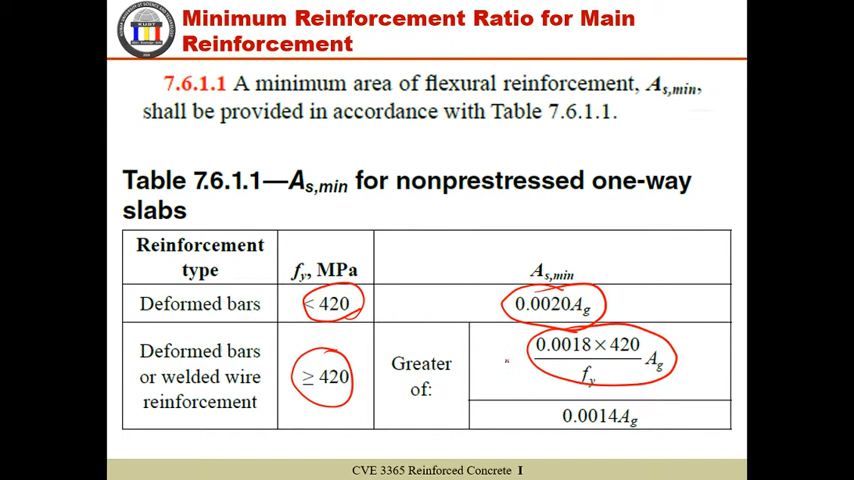 Minimum Reinforcement Ratio for Main
Reinforcement
7.6.1.1 A minimum area of flexural reinforcement, As,min,
shall be provided in accordance with Table 7.6.1.1.
Table 7.6.1.1—As,min for nonprestressed one-way
slabs
Reinforcement
type
fy, MPa
As,min
Deformed bars
< 420
0.0020Ag
Deformed bars
or welded wire
reinforcement
≥ 420
Greater
of:
0.0018 × 420
fy
Ag
0.0014Ag
CVE 3365 Reinforced Concrete I